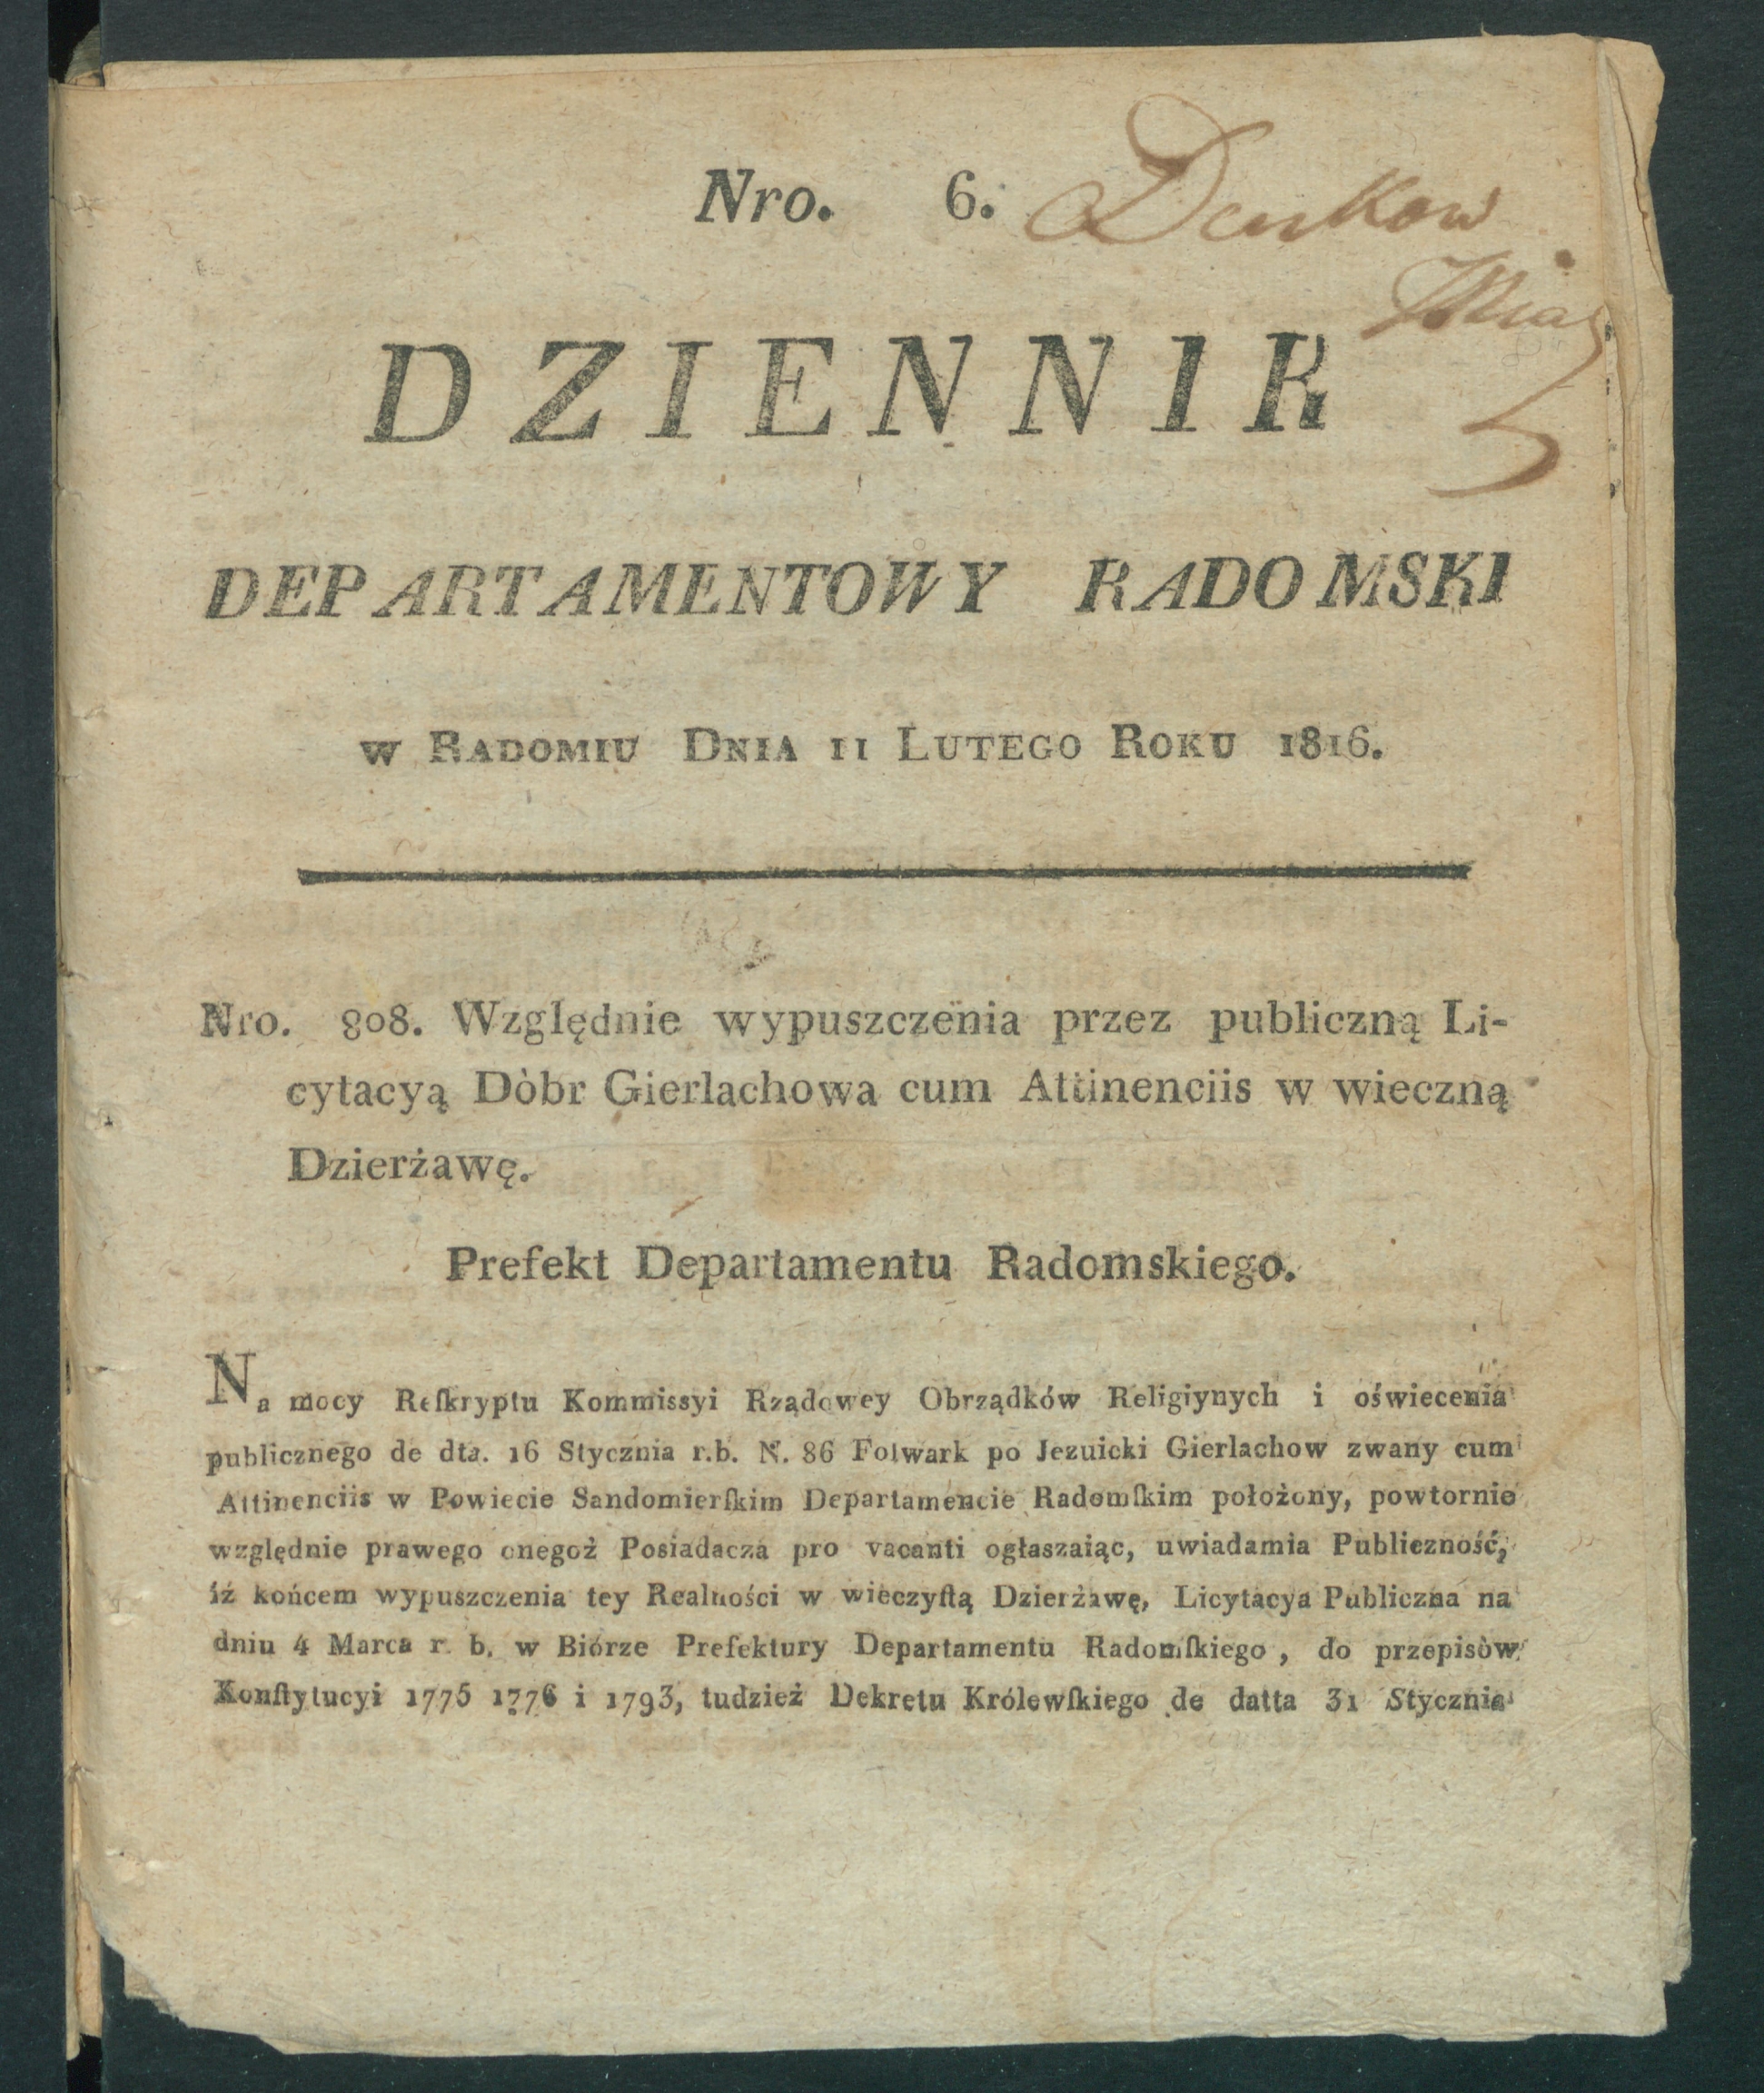 Nro. 6. Denkow
Mias
DZIENNIK
DEPARTAMENTOWY RADOMSKI
w Radomiu Dnia 11 Lutego Roku 1816.
Nro. 808. Względnie wypuszczenia przez publiczną Li-
cytacyą Dòbr Gierlachowa cum Attinenciis w wieczną
Dzierżawę.
Prefekt Departamentu Radomskiego.
Na mocy Reſkryptu Kommissyi Rządowey Obrządków Religiynych i oświecenia
publicznego de dta. 16 Stycznia r.b. N. 86 Folwark po Jezuicki Gierlachow zwany cum
Attinenciis w Powiecie Sandomierſkim Departamencie Radomſkim położony, powtornie
względnie prawego onegoż Posiadacza pro vacanti ogłaszaiąc, uwiadamia Publiczność,
iż końcem wypuszczenia tey Realności w wieczyſtą Dzierżawę, Licytacya Publiczna na
dniu 4 Marca r. b. w Biórze Prefektury Departamentu Radomſkiego, do przepisòw
Konſtytucyi 1775 1776 i 1793, tudzież Dekretu Królewſkiego de datta 31 Stycznia